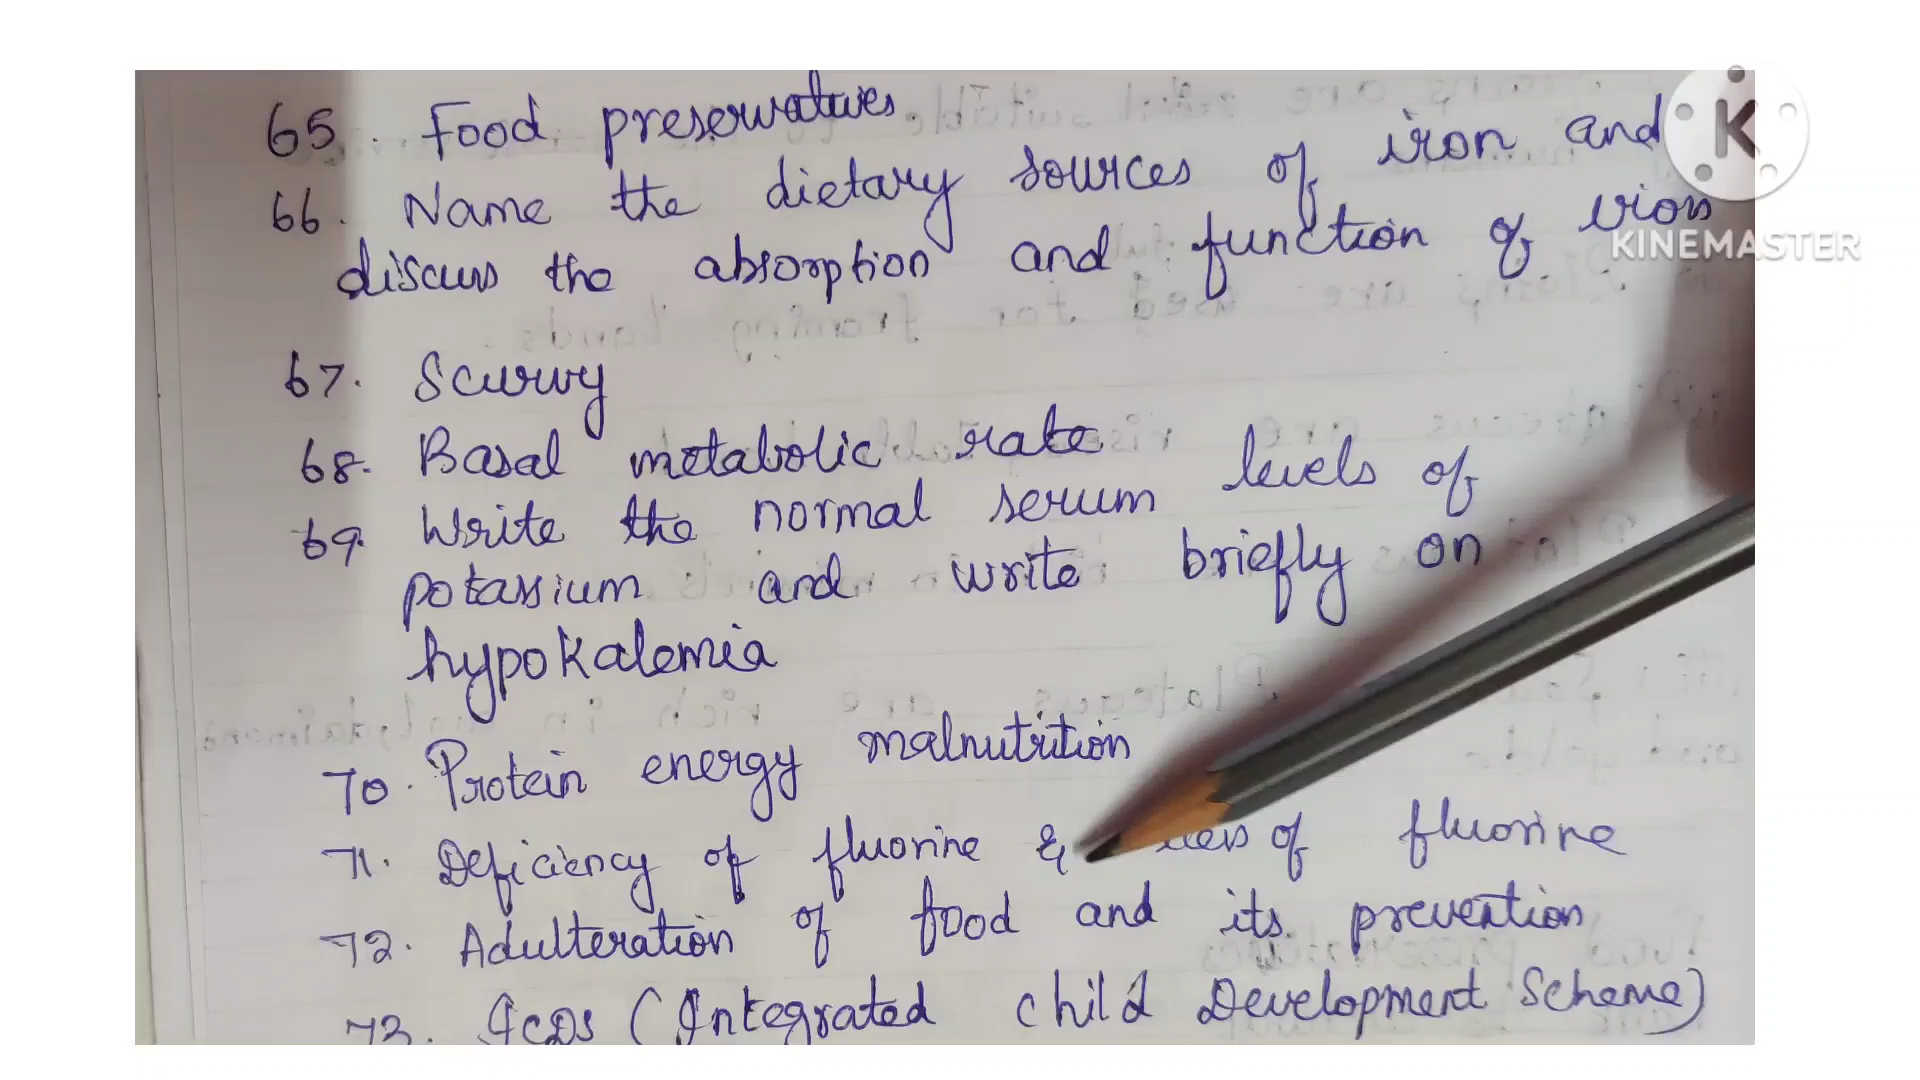 65. Food preservatives
66. Name the dietary sources of iron and
discuss the absorption and function of iron
67. Scurvy
68. Basal metabolic rate
69. Write the normal serum levels of
potassium and write briefly on
hypokalemia
70. Protein energy malnutrition
71. Deficiency of fluorine & of fluorine
72. Adulteration of food and its prevention
73. ICDS (Integrated child Development Scheme)
K
KINEMASTER